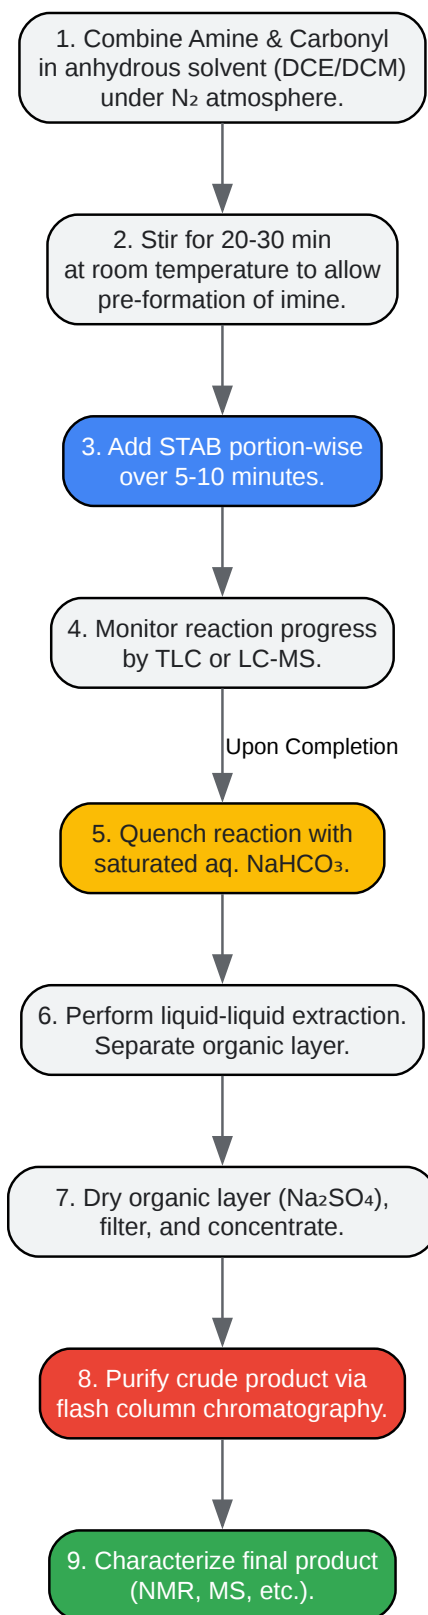 1. Combine Amine & Carbonyl
in anhydrous solvent (DCE/DCM)
under N₂ atmosphere.
2. Stir for 20-30 min
at room temperature to allow
pre-formation of imine.
3. Add STAB portion-wise
over 5-10 minutes.
4. Monitor reaction progress
by TLC or LC-MS.
Upon Completion
5. Quench reaction with
saturated aq. NaHCO₃.
6. Perform liquid-liquid extraction.
Separate organic layer.
7. Dry organic layer (Na₂SO₄),
filter, and concentrate.
8. Purify crude product via
flash column chromatography.
9. Characterize final product
(NMR, MS, etc.).